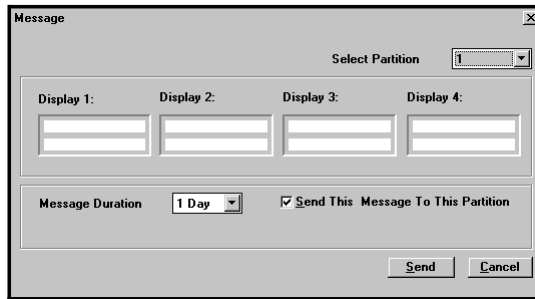 Message
Select Partition 1
Display 1: Display 2: Display 3: Display 4:
Message Duration 1 Day Send This Message To This Partition
Send Cancel